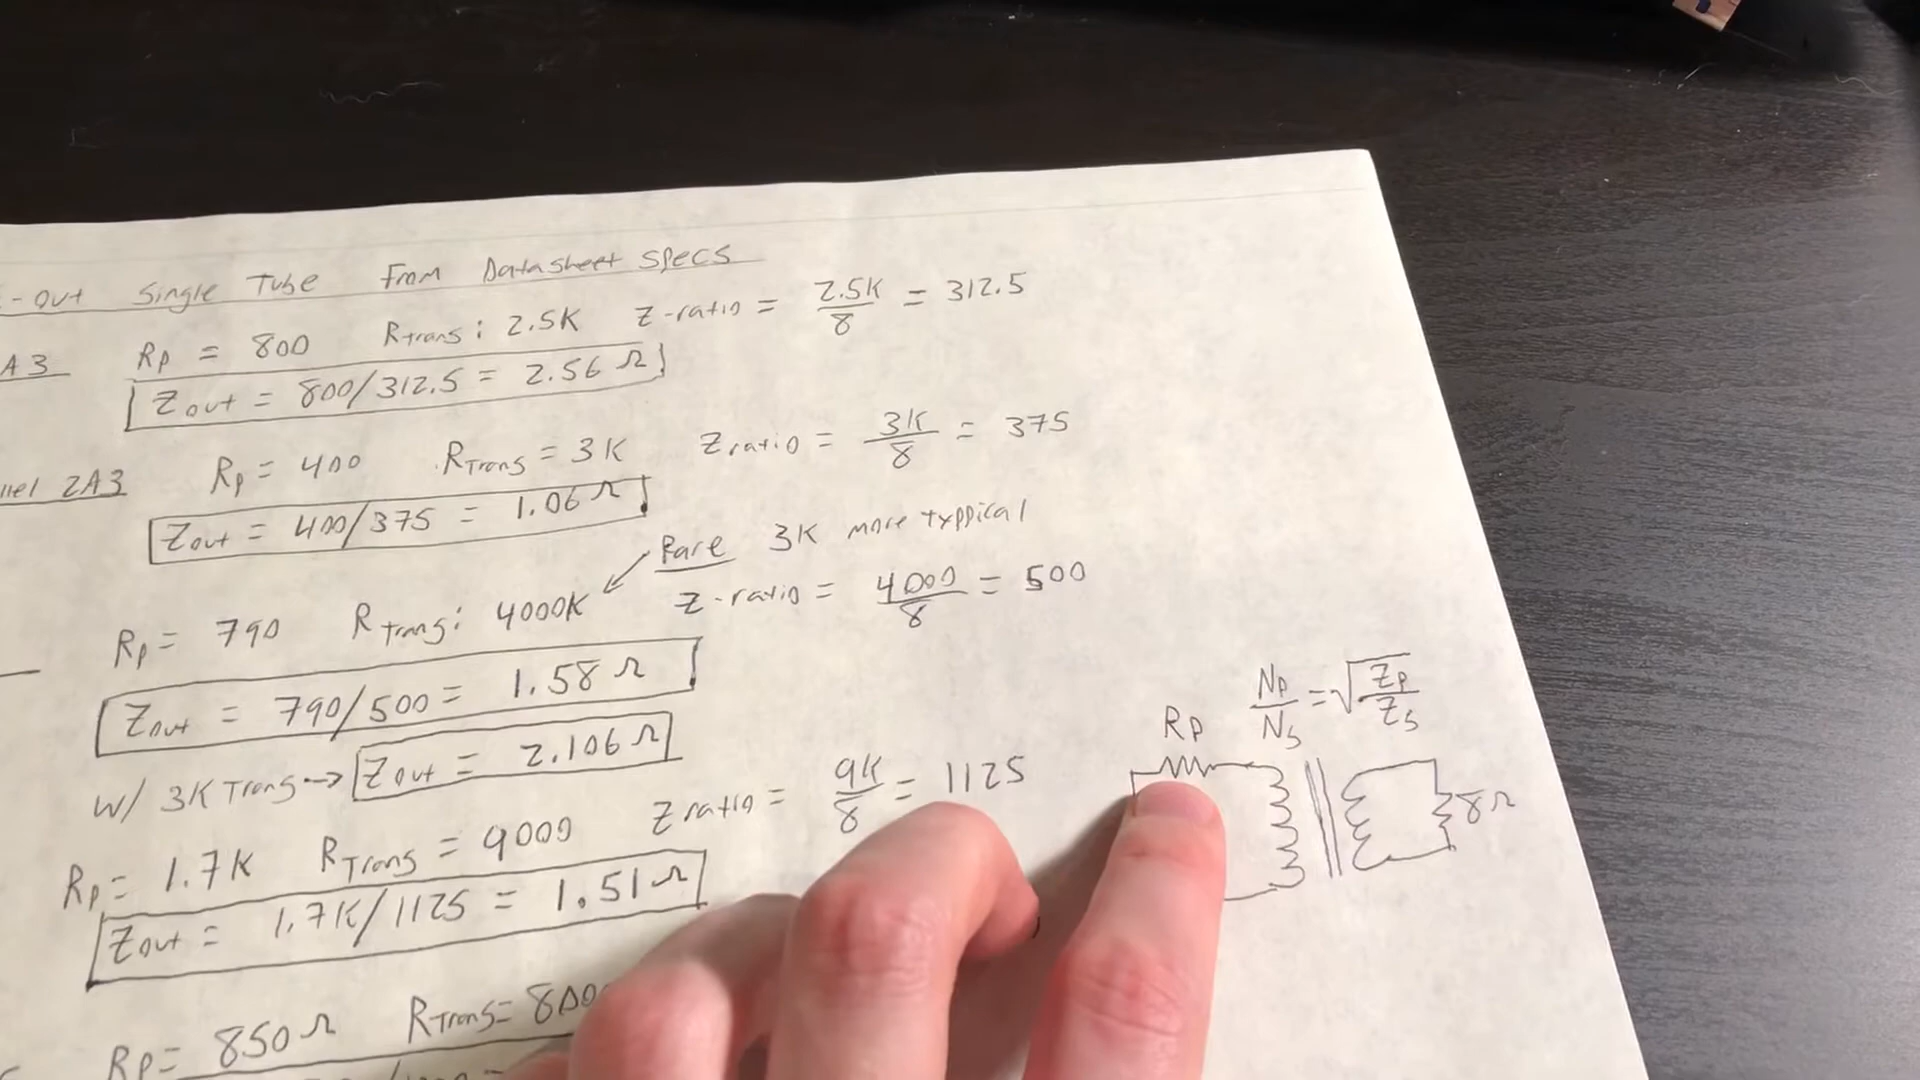 -out Single Tube From Datasheet Specs
A3 Rp = 800 RTrans: 2.5K Z-ratio = 2.5K/8 = 312.5
Zout = 800/312.5 = 2.56 Ω
llel 2A3 Rp = 400 RTrans = 3K Zratio = 3K/8 = 375
Zout = 400/375 = 1.06 Ω
Rare 3K more typpical
Rp = 790 RTrans: 4000K Z-ratio = 4000/8 = 500
Zout = 790/500 = 1.58 Ω
W/ 3K Trans → Zout = 2.106 Ω
Rp = 1.7K RTrans = 9000 Zratio = 9K/8 = 1125
Zout = 1.7K/1125 = 1.51 Ω
Rp = 850 Ω RTrans = 800
Np/Ns = √Zp/Zs
Rp
8Ω